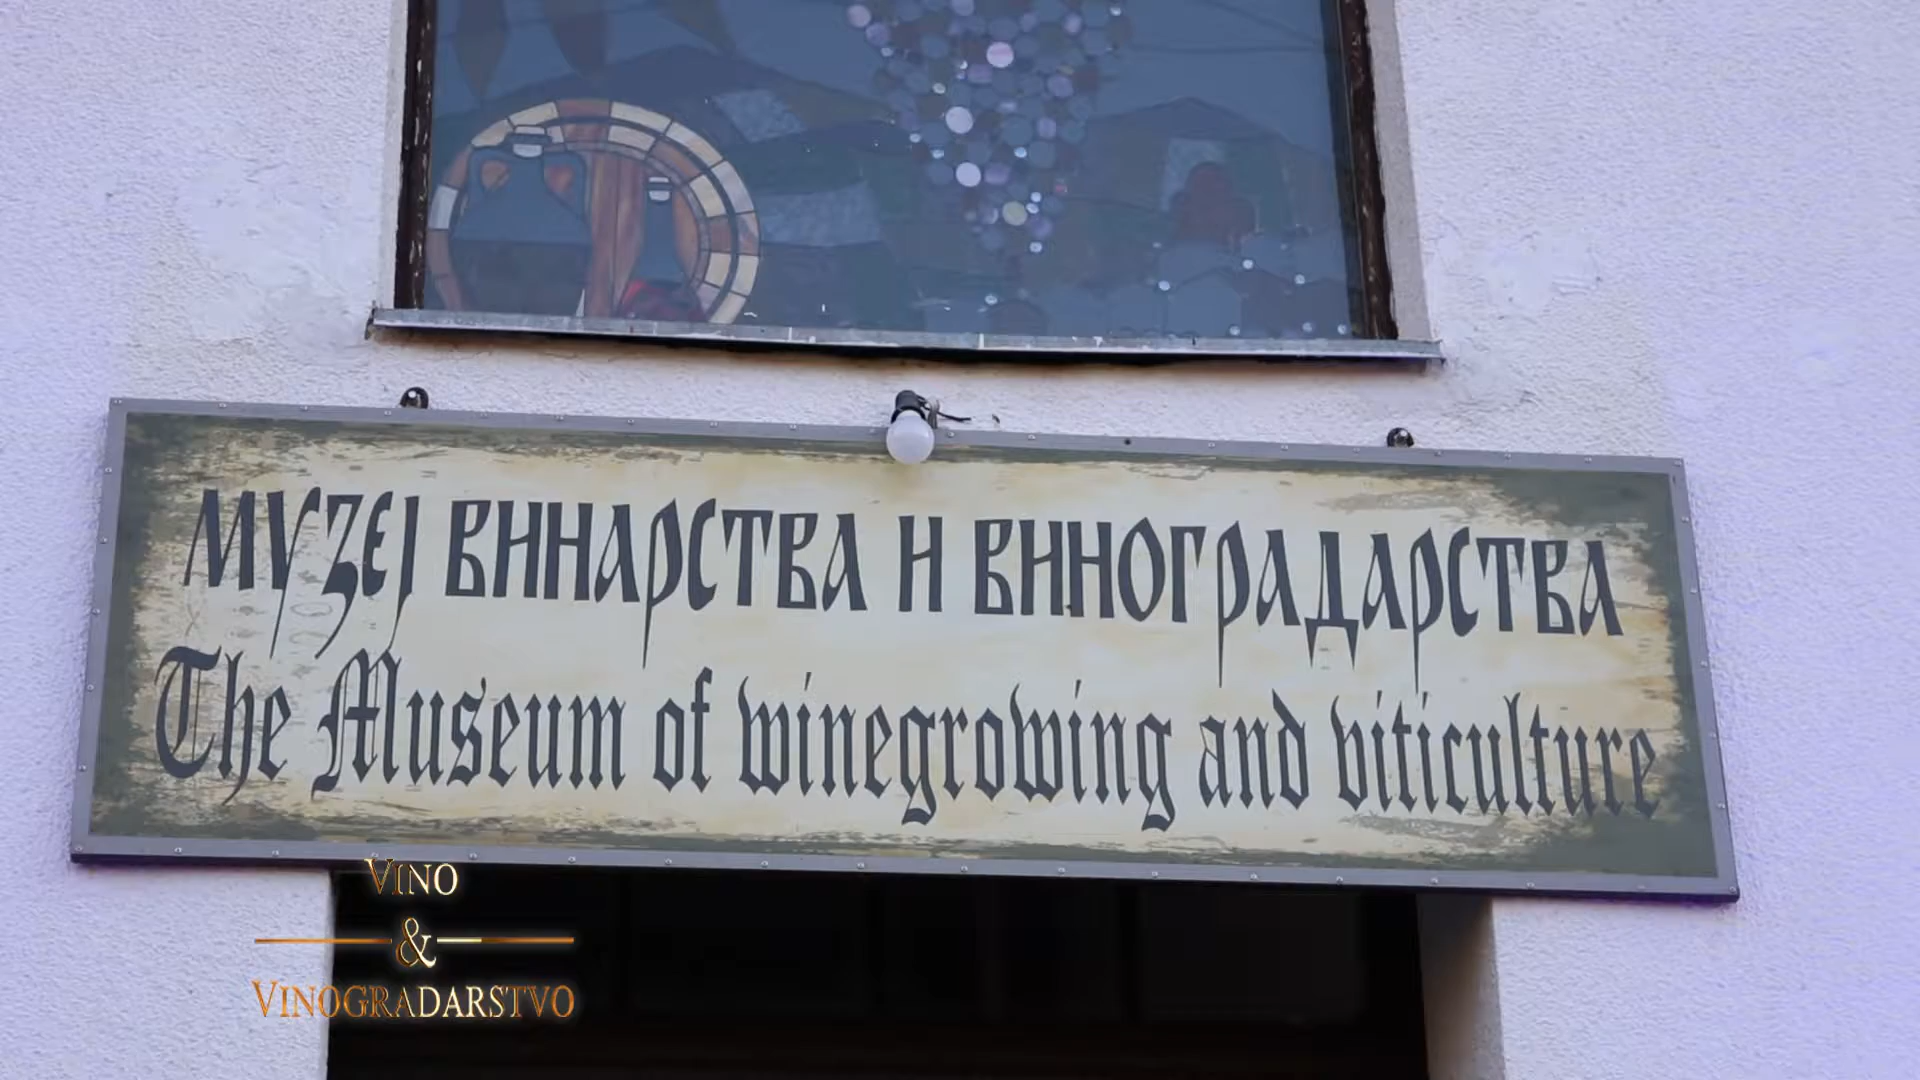 музеј винарства и виноградарства
The Museum of winegrowing and viticulture
VINO
&
VINOGRADARSTVO